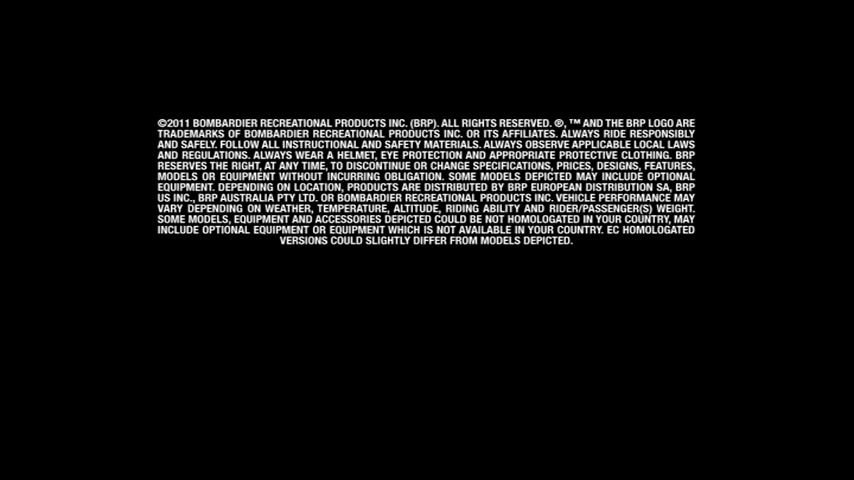 ©2011 BOMBARDIER RECREATIONAL PRODUCTS INC. (BRP). ALL RIGHTS RESERVED. ®, ™ AND THE BRP LOGO ARE
TRADEMARKS OF BOMBARDIER RECREATIONAL PRODUCTS INC. OR ITS AFFILIATES. ALWAYS RIDE RESPONSIBLY
AND SAFELY. FOLLOW ALL INSTRUCTIONAL AND SAFETY MATERIALS. ALWAYS OBSERVE APPLICABLE LOCAL LAWS
AND REGULATIONS. ALWAYS WEAR A HELMET, EYE PROTECTION AND APPROPRIATE PROTECTIVE CLOTHING. BRP
RESERVES THE RIGHT, AT ANY TIME, TO DISCONTINUE OR CHANGE SPECIFICATIONS, PRICES, DESIGNS, FEATURES,
MODELS OR EQUIPMENT WITHOUT INCURRING OBLIGATION. SOME MODELS DEPICTED MAY INCLUDE OPTIONAL
EQUIPMENT. DEPENDING ON LOCATION, PRODUCTS ARE DISTRIBUTED BY BRP EUROPEAN DISTRIBUTION SA, BRP
US INC., BRP AUSTRALIA PTY LTD. OR BOMBARDIER RECREATIONAL PRODUCTS INC. VEHICLE PERFORMANCE MAY
VARY DEPENDING ON WEATHER, TEMPERATURE, ALTITUDE, RIDING ABILITY AND RIDER/PASSENGER(S) WEIGHT.
SOME MODELS, EQUIPMENT AND ACCESSORIES DEPICTED COULD BE NOT HOMOLOGATED IN YOUR COUNTRY, MAY
INCLUDE OPTIONAL EQUIPMENT OR EQUIPMENT WHICH IS NOT AVAILABLE IN YOUR COUNTRY. EC HOMOLOGATED
VERSIONS COULD SLIGHTLY DIFFER FROM MODELS DEPICTED.